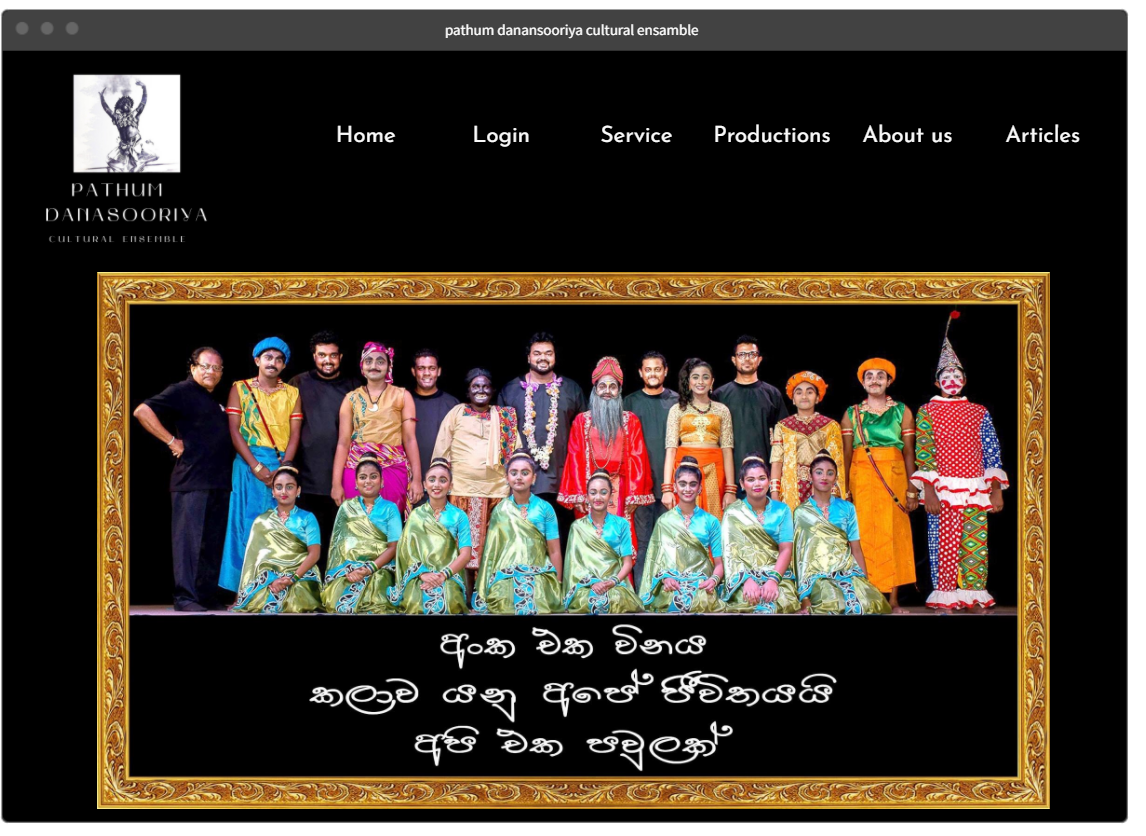 pathum danansooriya cultural ensamble
PATHUM
DANASOORIYA
CULTURAL ENSEMBLE
Home Login Service Productions About us Articles
අංක එක විනය
කලාව යනු අපේ ජීවිතයයි
අපි එක පවුලක්